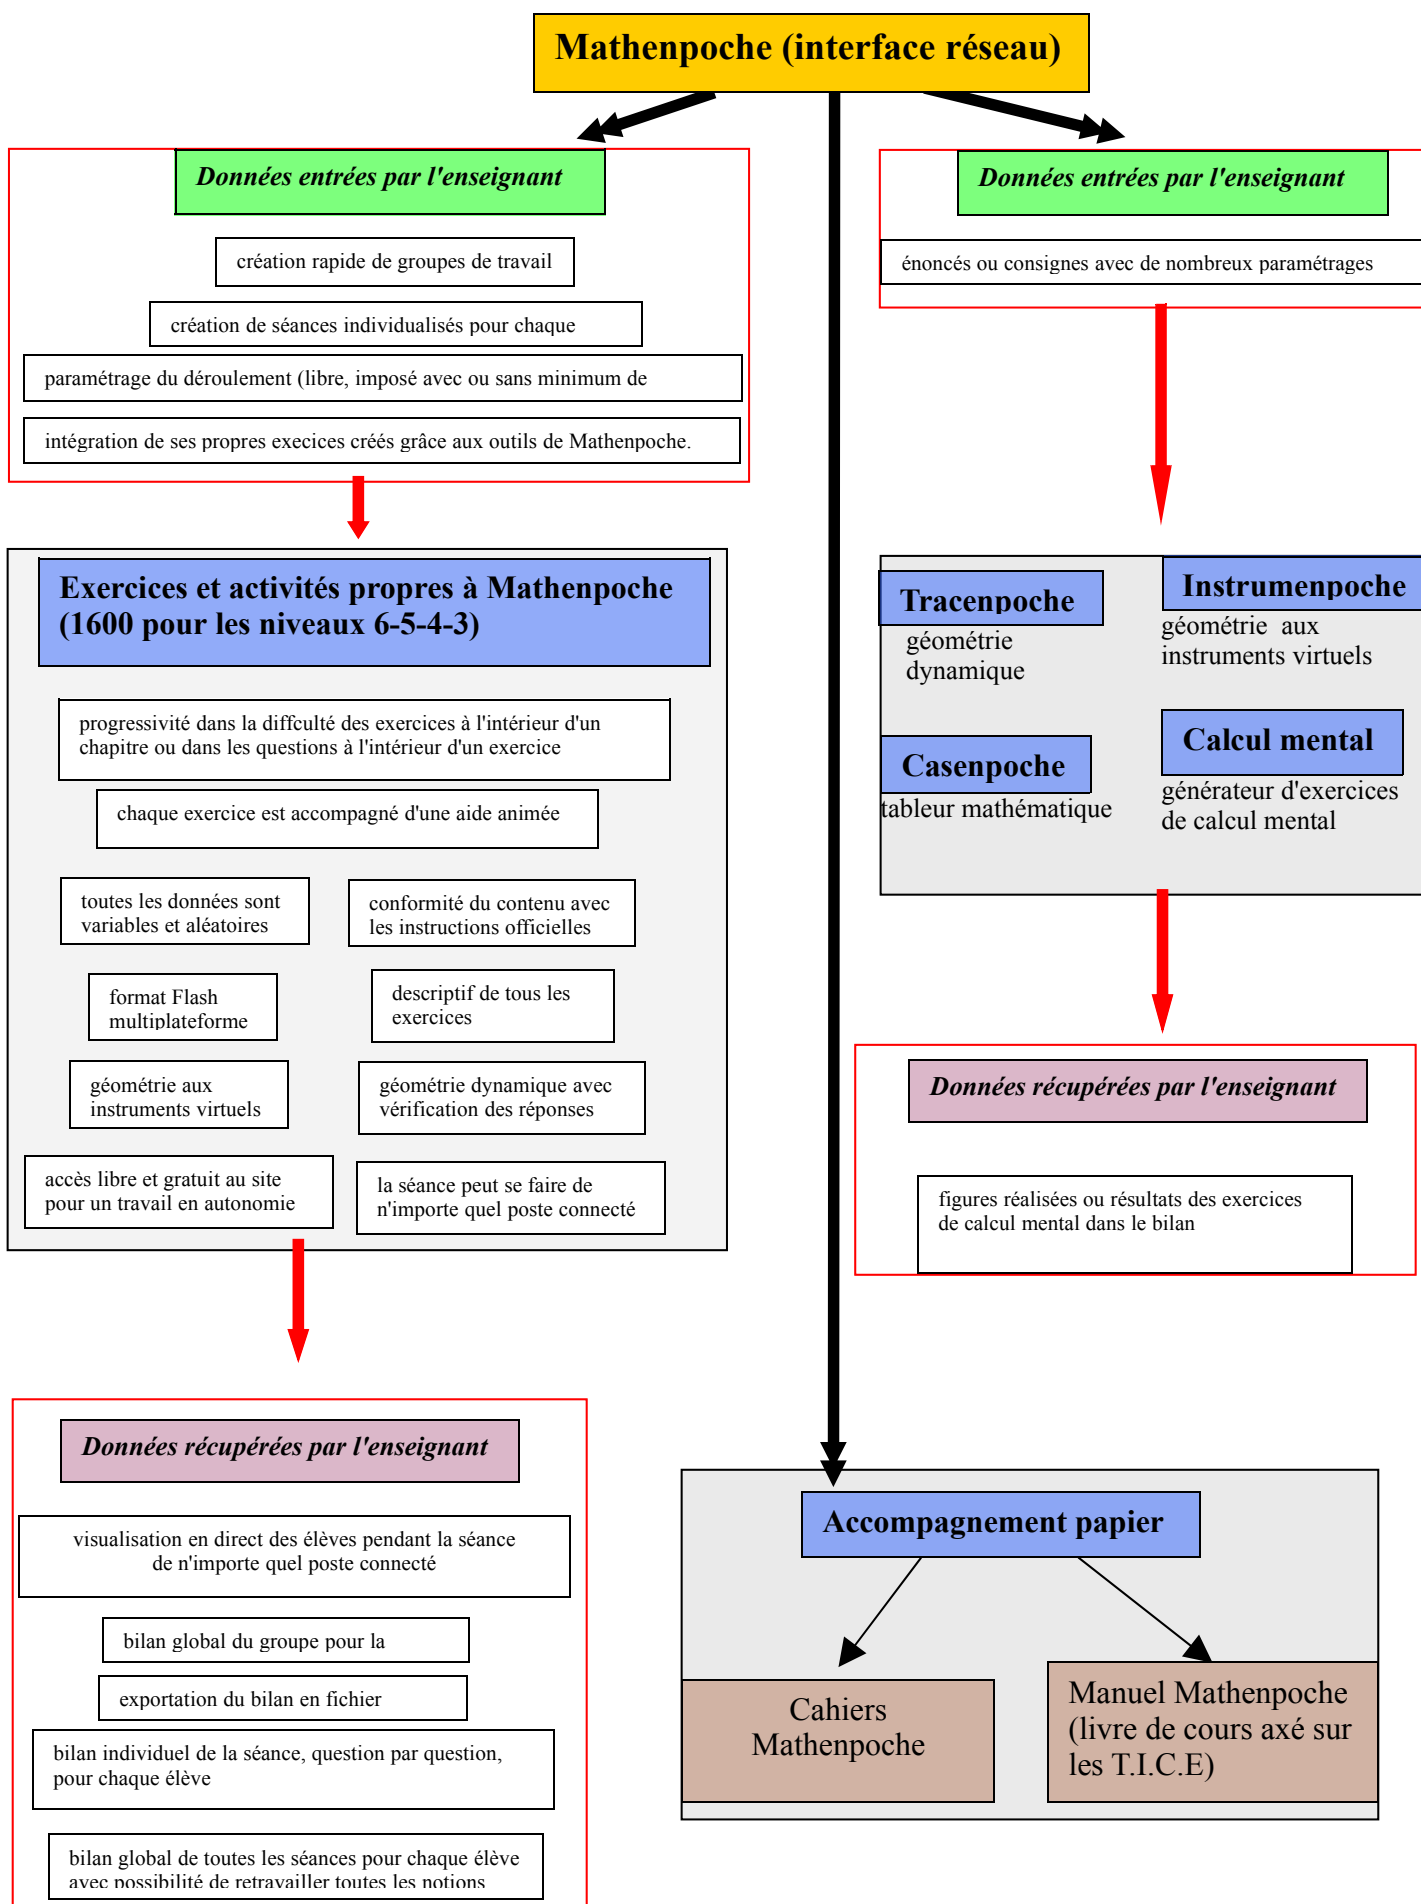 Mathenpoche (interface réseau)
Données entrées par l'enseignant
création rapide de groupes de travail
création de séances individualisés pour chaque
paramétrage du déroulement (libre, imposé avec ou sans minimum de
intégration de ses propres execices créés grâce aux outils de Mathenpoche.
Exercices et activités propres à Mathenpoche
(1600 pour les niveaux 6-5-4-3)
progressivité dans la diffculté des exercices à l'intérieur d'un
chapitre ou dans les questions à l'intérieur d'un exercice
chaque exercice est accompagné d'une aide animée
toutes les données sont
variables et aléatoires
conformité du contenu avec
les instructions officielles
format Flash
multiplateforme
descriptif de tous les
exercices
géométrie aux
instruments virtuels
géométrie dynamique avec
vérification des réponses
accès libre et gratuit au site
pour un travail en autonomie
la séance peut se faire de
n'importe quel poste connecté
Données récupérées par l'enseignant
visualisation en direct des élèves pendant la séance
de n'importe quel poste connecté
bilan global du groupe pour la
exportation du bilan en fichier
bilan individuel de la séance, question par question,
pour chaque élève
bilan global de toutes les séances pour chaque élève
avec possibilité de retravailler toutes les notions
Données entrées par l'enseignant
énoncés ou consignes avec de nombreux paramétrages
Tracenpoche
géométrie
dynamique
Instrumenpoche
géométrie aux
instruments virtuels
Casenpoche
tableur mathématique
Calcul mental
générateur d'exercices
de calcul mental
Données récupérées par l'enseignant
figures réalisées ou résultats des exercices
de calcul mental dans le bilan
Accompagnement papier
Cahiers
Mathenpoche
Manuel Mathenpoche
(livre de cours axé sur
les T.I.C.E)